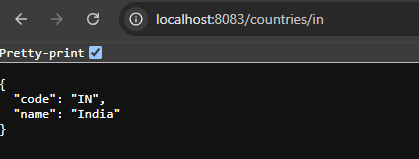 localhost:8083/countries/in
Pretty-print
{
"code": "IN",
"name": "India"
}